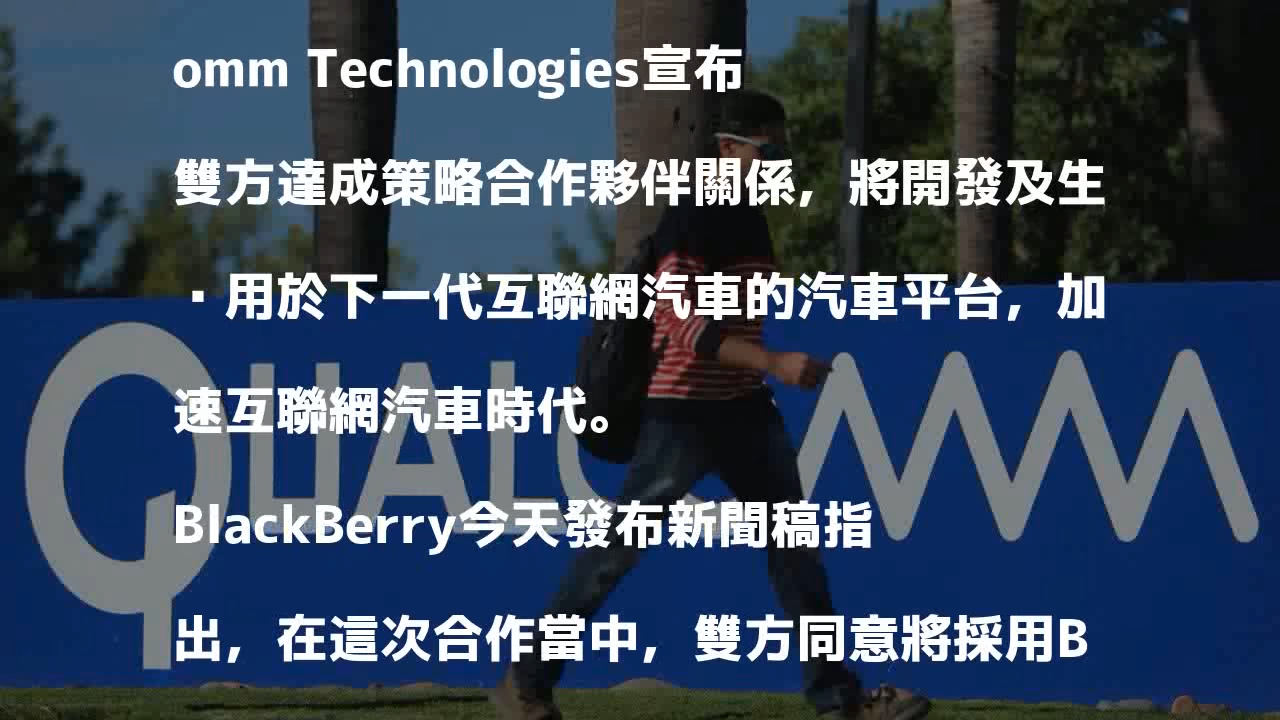 omm Technologies宣布
雙方達成策略合作夥伴關係，將開發及生
▪用於下一代互聯網汽車的汽車平台，加
速互聯網汽車時代。
BlackBerry今天發布新聞稿指
出，在這次合作當中，雙方同意將採用B
QUALCOMM